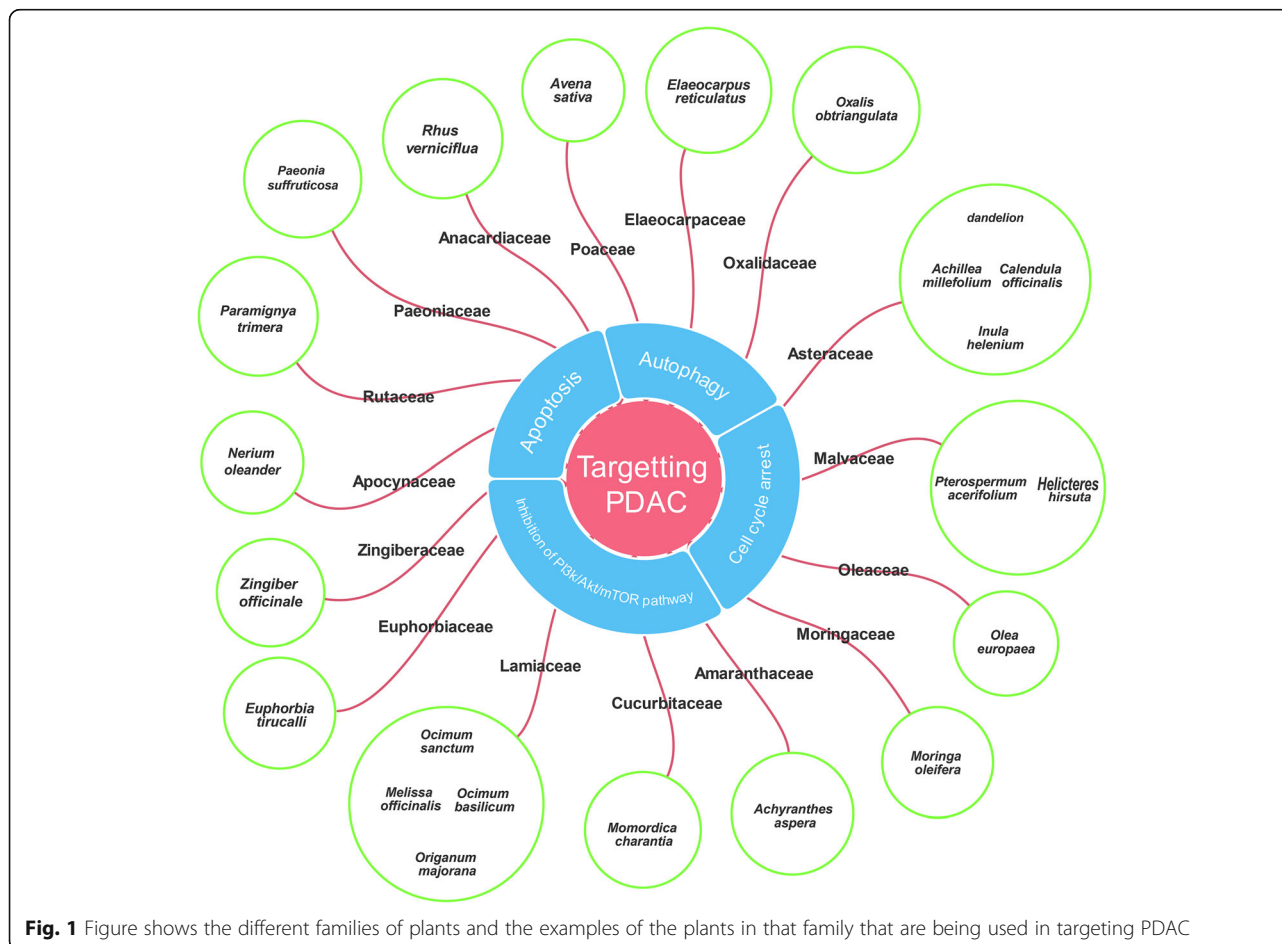 Avena
sativa
Elaeocarpus
reticulatus
Oxalis
obtriangulata
Rhus
verniciflua
Paeonia
suffruticosa
dandelion
Achillea
millefolium
Calendula
officinalis
Inula
helenium
Paramignya
trimera
Nerium
oleander
Pterospermum
acerifolium
Helicteres
hirsuta
Zingiber
officinale
Olea
europaea
Euphorbia
tirucalli
Moringa
oleifera
Ocimum
sanctum
Melissa
officinalis
Ocimum
basilicum
Origanum
majorana
Momordica
charantia
Achyranthes
aspera
Elaeocarpaceae
Anacardiaceae
Poaceae
Oxalidaceae
Paeoniaceae
Asteraceae
Rutaceae
Malvaceae
Apocynaceae
Zingiberaceae
Oleaceae
Euphorbiaceae
Moringaceae
Lamiaceae
Amaranthaceae
Cucurbitaceae
Apoptosis
Autophagy
Cell cycle arrest
Inhibition of PI3k/Akt/mTOR pathway
Targetting
PDAC
Fig. 1 Figure shows the different families of plants and the examples of the plants in that family that are being used in targeting PDAC